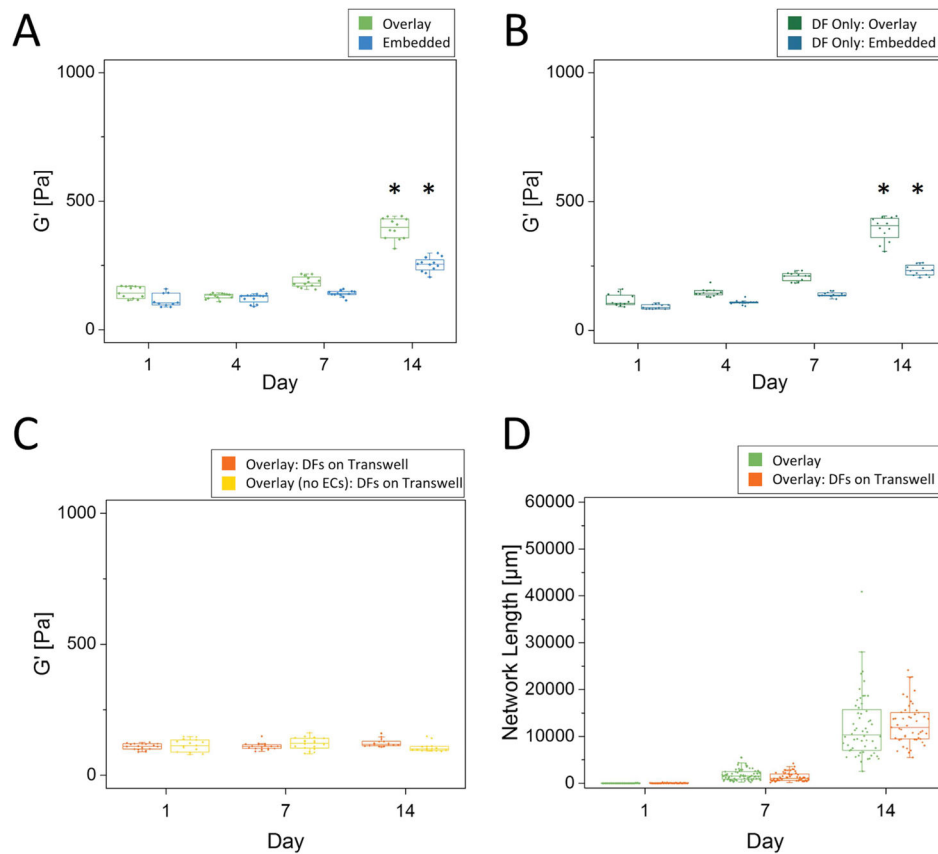 A
Overlay
Embedded
1000
500
0
G' [Pa]
* *
1 4 7 14
Day
B
DF Only: Overlay
DF Only: Embedded
1000
500
0
G' [Pa]
* *
1 4 7 14
Day
C
Overlay: DFs on Transwell
Overlay (no ECs): DFs on Transwell
1000
500
0
G' [Pa]
1 7 14
Day
D
Overlay
Overlay: DFs on Transwell
60000
50000
40000
30000
20000
10000
0
Network Length [µm]
1 7 14
Day